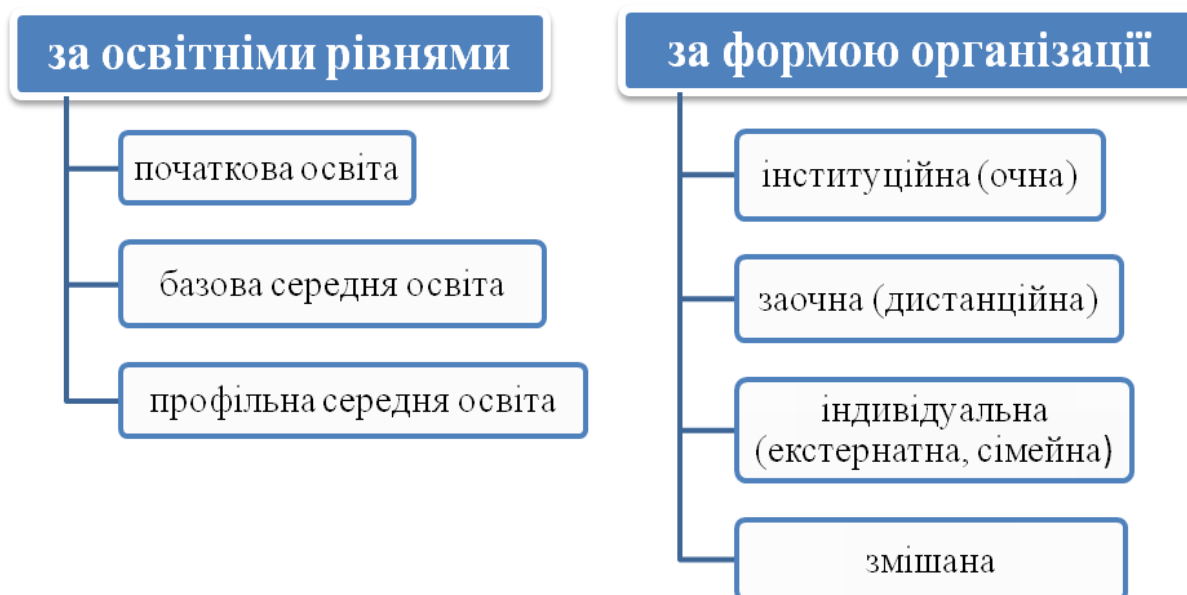 за освітніми рівнями
початкова освіта
базова середня освіта
профільна середня освіта
за формою організації
інституційна (очна)
заочна (дистанційна)
індивідуальна
(екстернатна, сімейна)
змішана